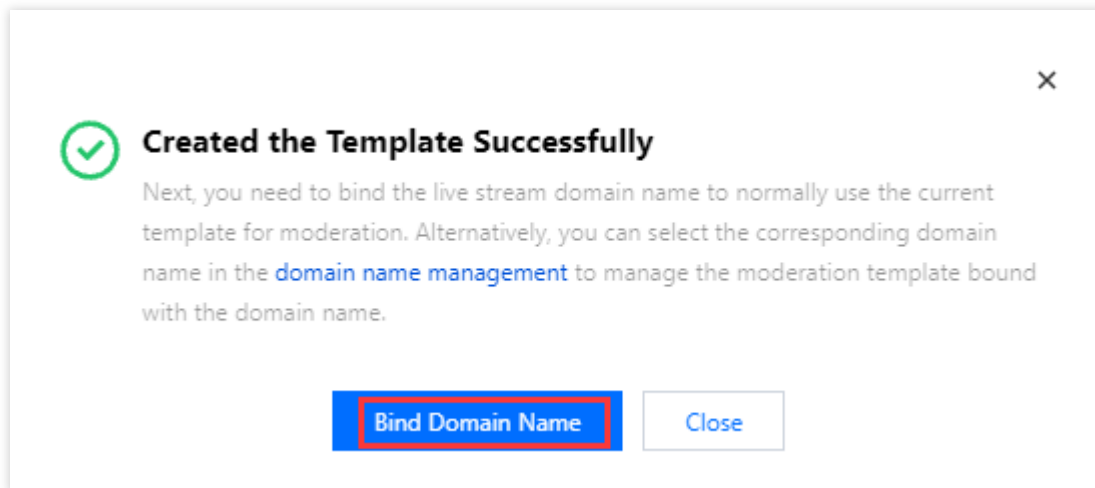 Created the Template Successfully
Next, you need to bind the live stream domain name to normally use the current
template for moderation. Alternatively, you can select the corresponding domain
name in the domain name management to manage the moderation template bound
with the domain name.
Bind Domain Name
Close